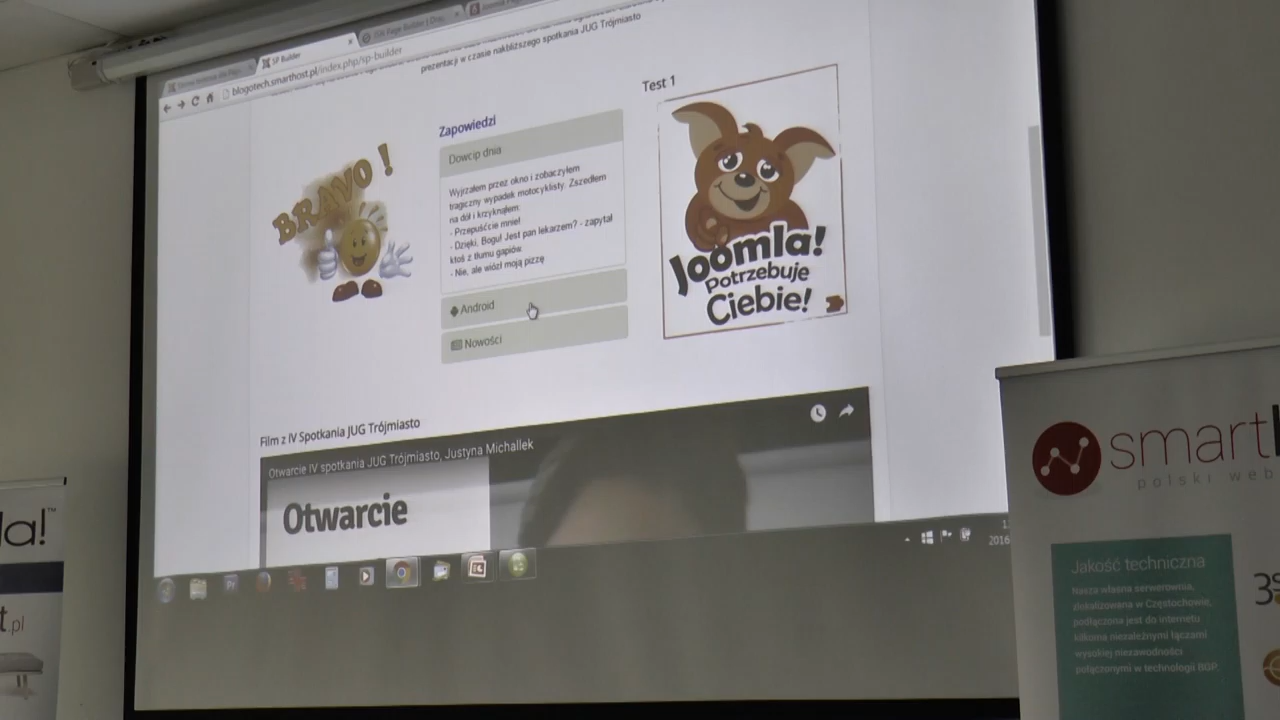 SP Builder
blogotech.smarthost.pl/index.php/sp-builder
prezentacji w czasie nakbliższego spotkania JUG Trójmiasto
BRAVO!
Zapowiedzi
Dowcip dnia
Wyjrzałem przez okno i zobaczyłem
tragiczny wypadek motocyklisty. Zszedłem
na dół i krzyknąłem:
- Przepuśćcie mnie!
- Dzięki, Bogu! Jest pan lekarzem? - zapytał
ktoś z tłumu gapiów.
- Nie, ale wiózł moją pizzę
Android
Nowości
Test 1
Joomla!
Potrzebuje
Ciebie!
Film z IV Spotkania JUG Trójmiasto
Otwarcie IV spotkania JUG Trójmiasto, Justyna Michallek
Otwarcie
2016
la!™
t.pl
smart
polski web
Jakość techniczna
Nasza własna serwerownia,
zlokalizowana w Częstochowie,
podłączona jest do internetu
kilkoma niezależnymi łączami
wysokiej niezawodności
połączonymi w technologii BGP.